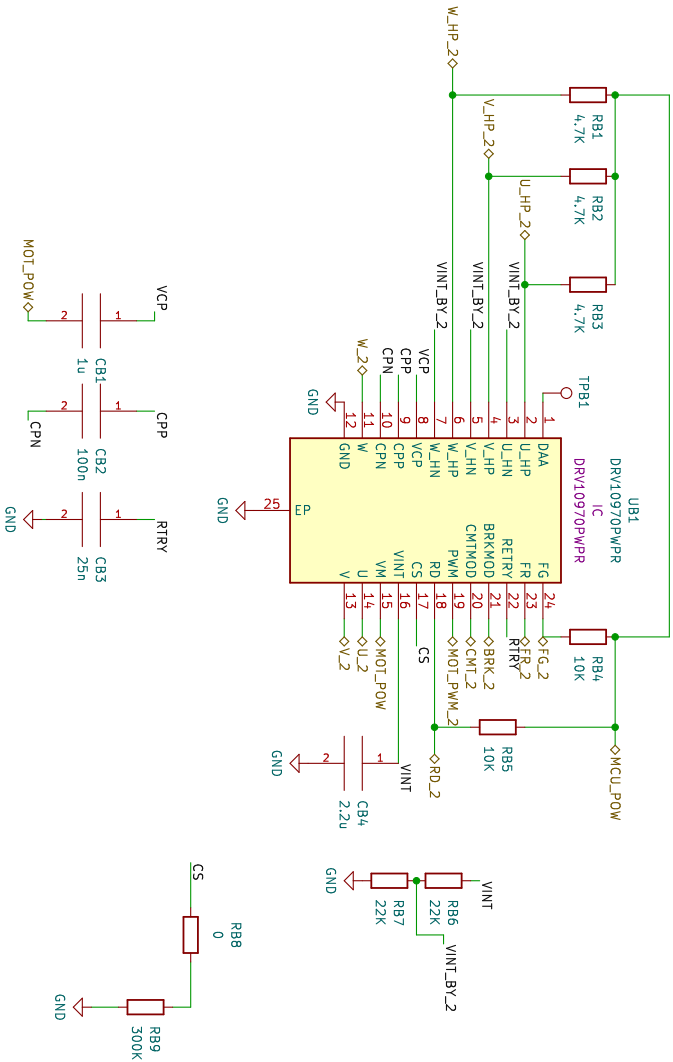 W_HP_2
V_HP_2
U_HP_2
RB1
4.7K
RB2
4.7K
RB3
4.7K
VINT_BY_2
VINT_BY_2
VINT_BY_2
MOT_POW
VCP
2
1
CB1
1u
CPP
2
1
CPN
CB2
100n
RTRY
2
1
GND
CB3
25n
W_2
CPN
CPP
VCP
GND
TPB1
12
11
10
9
8
7
6
5
4
3
2
1
GND
W
CPN
CPP
VCP
W_HN
W_HP
V_HN
V_HP
U_HN
U_HP
DAA
UB1
DRV10970PWPR
IC
DRV10970PWPR
25
EP
GND
V
U
VM
VINT
CS
RD
PWM
CMTMOD
BRKMOD
RETRY
FR
FG
13
14
15
16
17
18
19
20
21
22
23
24
V_2
U_2
MOT_POW
CS
MOT_PWM_2
CMT_2
BRK_2
RTRY
FR_2
FG_2
RB4
10K
RB5
10K
MCU_POW
RD_2
VINT
2
1
GND
CB4
2.2u
GND
RB7
22K
RB6
22K
VINT
VINT_BY_2
CS
RB8
0
GND
RB9
300K